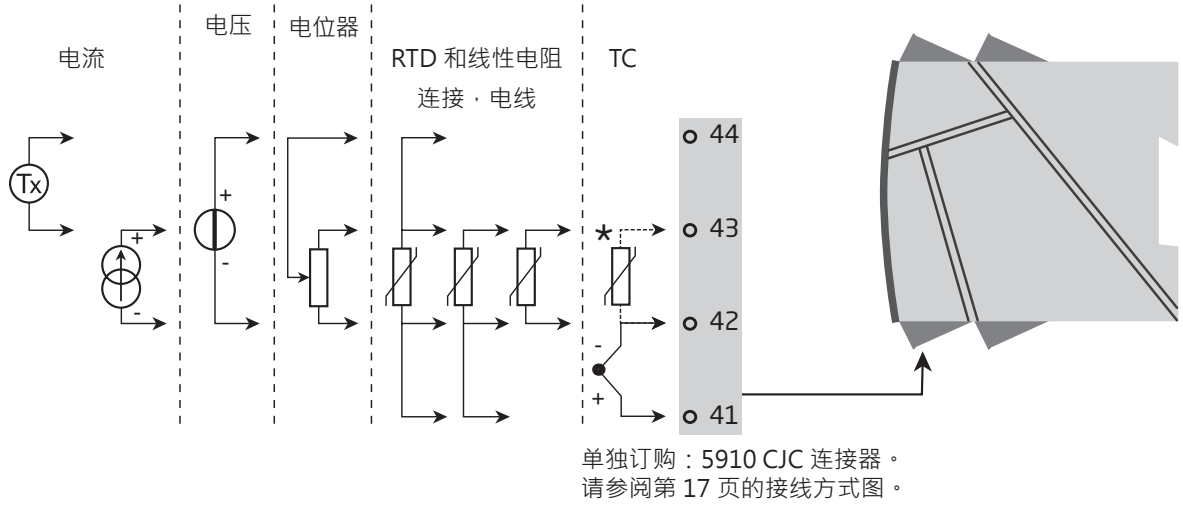 电流
电压
电位器
RTD 和线性电阻
连接，电线
TC
Tx
+
-
+
-
*
-
+
44
43
42
41
单独订购：5910 CJC 连接器。
请参阅第 17 页的接线方式图。